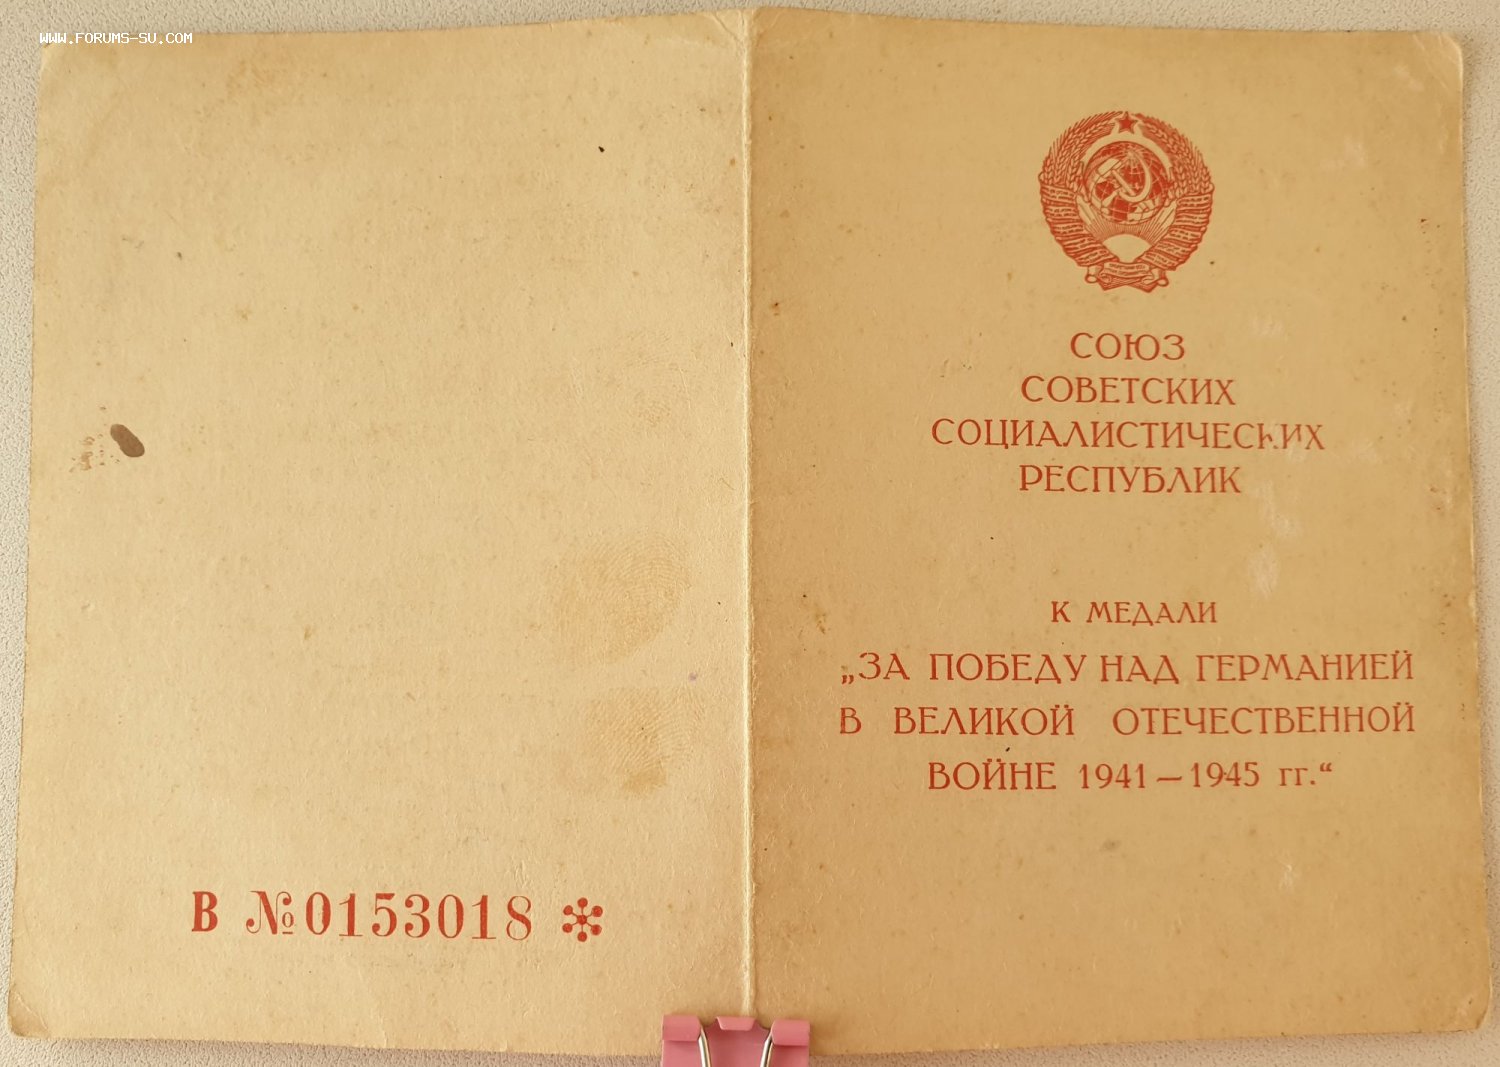 www.forums-su.com
В №0153018
СОЮЗ
СОВЕТСКИХ
СОЦИАЛИСТИЧЕСКИХ
РЕСПУБЛИК
К МЕДАЛИ
„ЗА ПОБЕДУ НАД ГЕРМАНИЕЙ
В ВЕЛИКОЙ ОТЕЧЕСТВЕННОЙ
ВОЙНЕ 1941—1945 гг.“